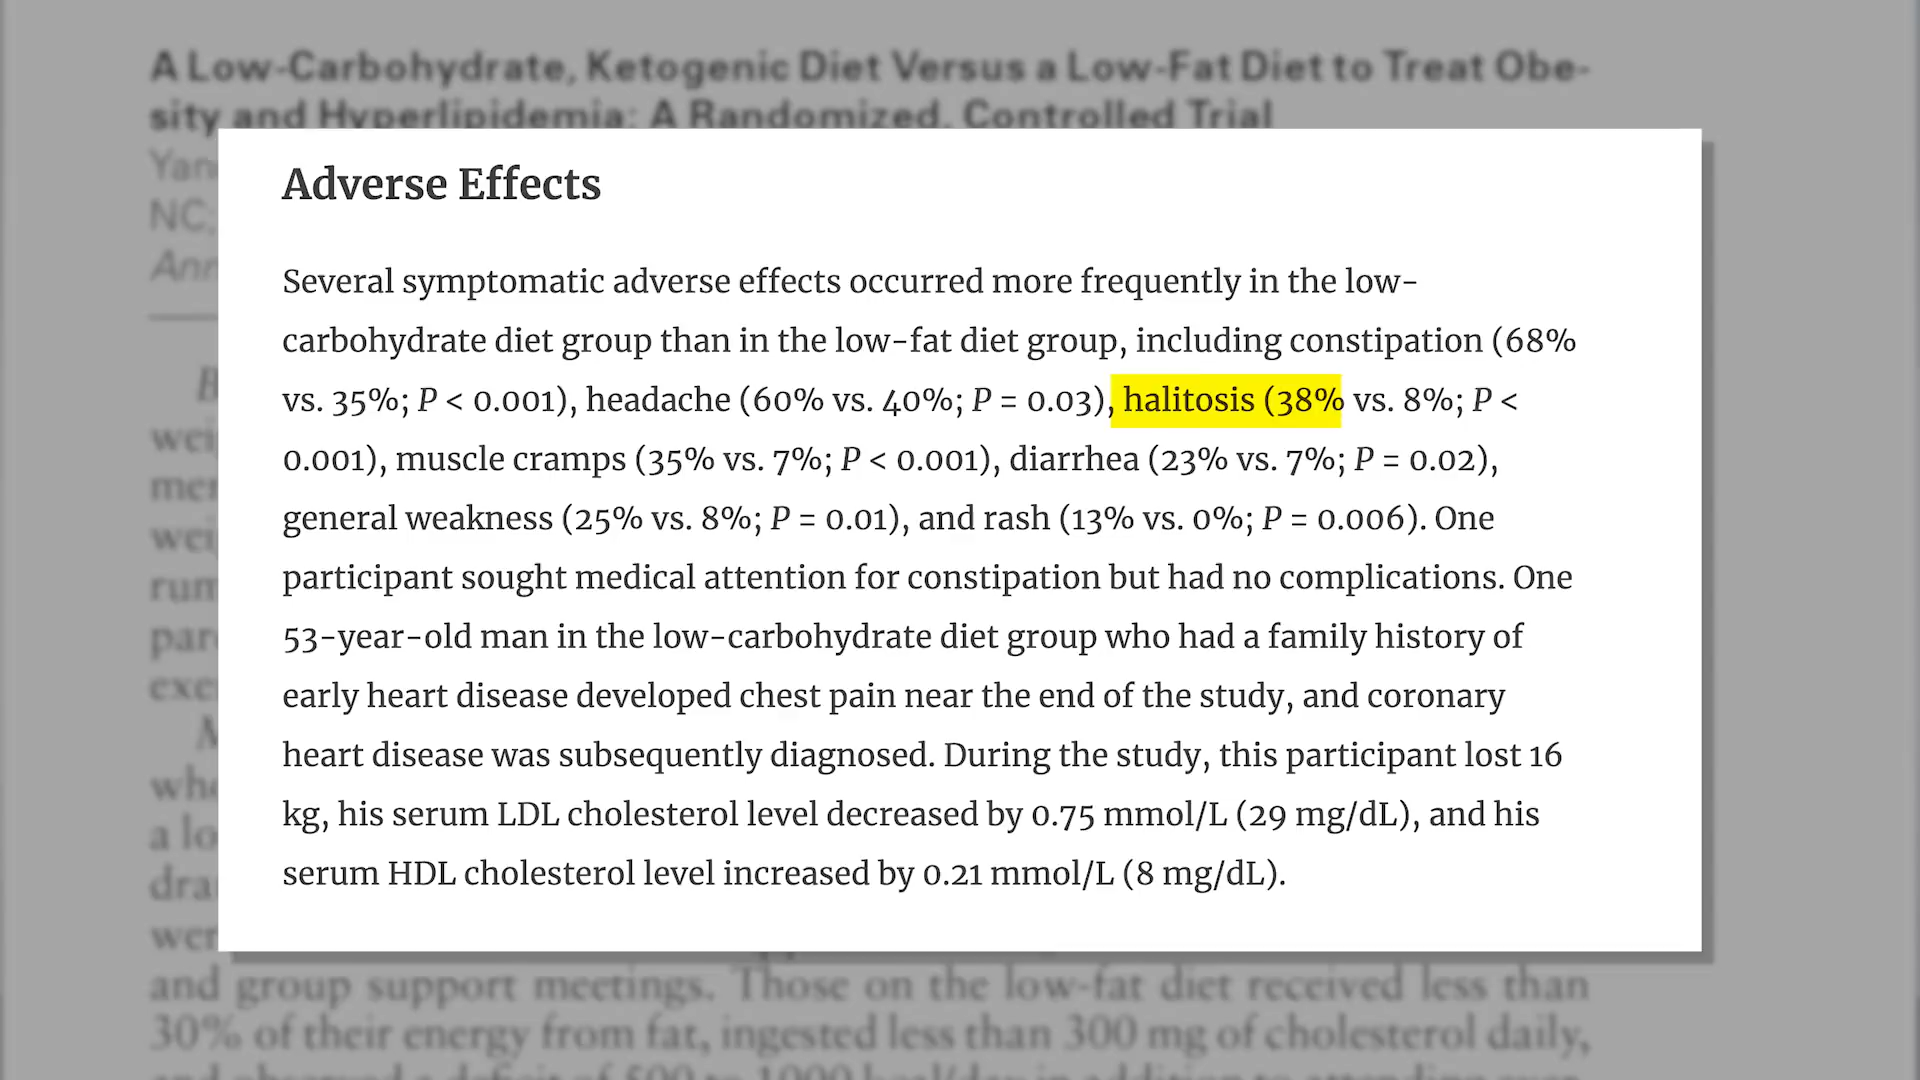 A Low-Carbohydrate, Ketogenic Diet Versus a Low-Fat Diet to Treat Obe-
sity and Hyperlipidemia: A Randomized, Controlled Trial
NC;
Adverse Effects
Several symptomatic adverse effects occurred more frequently in the low-
carbohydrate diet group than in the low-fat diet group, including constipation (68%
vs. 35%; P < 0.001), headache (60% vs. 40%; P = 0.03), halitosis (38% vs. 8%; P <
0.001), muscle cramps (35% vs. 7%; P < 0.001), diarrhea (23% vs. 7%; P = 0.02),
general weakness (25% vs. 8%; P = 0.01), and rash (13% vs. 0%; P = 0.006). One
participant sought medical attention for constipation but had no complications. One
53-year-old man in the low-carbohydrate diet group who had a family history of
early heart disease developed chest pain near the end of the study, and coronary
heart disease was subsequently diagnosed. During the study, this participant lost 16
kg, his serum LDL cholesterol level decreased by 0.75 mmol/L (29 mg/dL), and his
serum HDL cholesterol level increased by 0.21 mmol/L (8 mg/dL).
and group support meetings. Those on the low-fat diet received less than
30% of their energy from fat, ingested less than 300 mg of cholesterol daily,